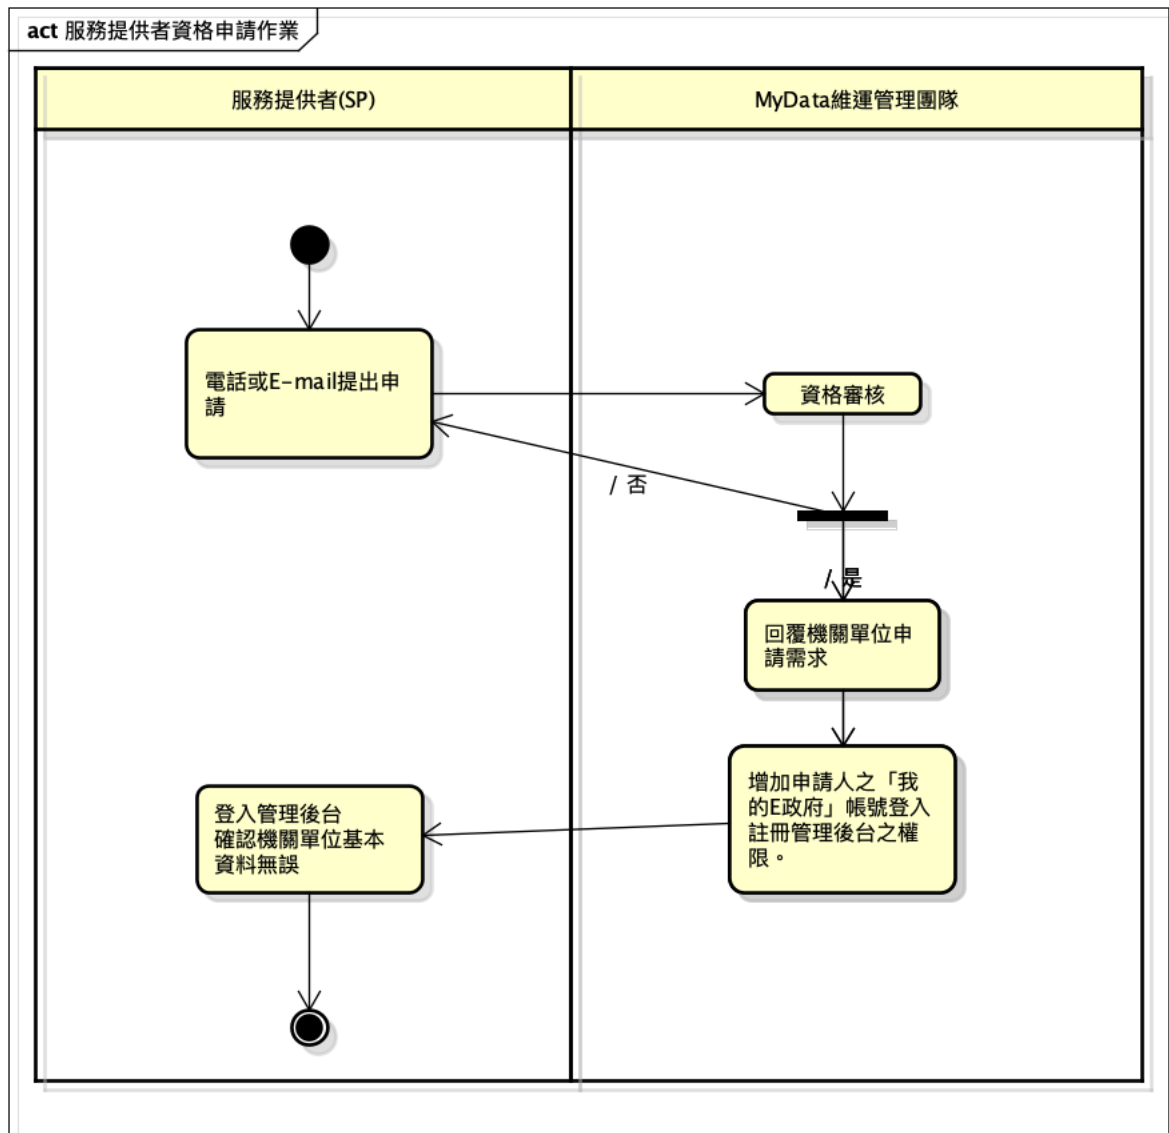 act 服務提供者資格申請作業
服務提供者(SP)
MyData維運管理團隊
電話或E-mail提出申
請
資格審核
/ 否
/ 是
回覆機關單位申
請需求
增加申請人之「我
的E政府」帳號登入
註冊管理後台之權
限。
登入管理後台
確認機關單位基本
資料無誤